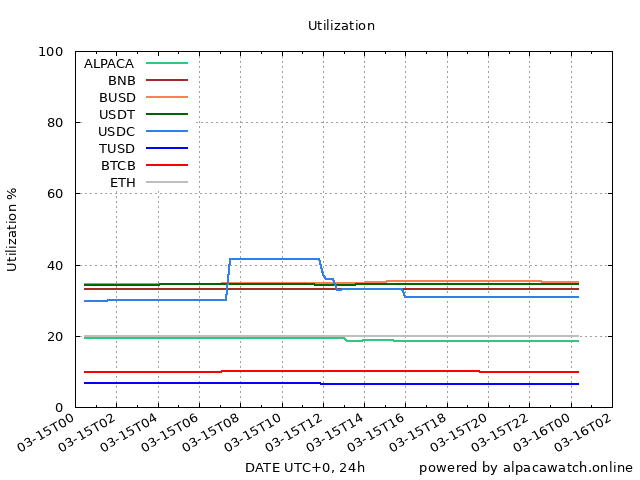 Utilization
100
80
60
40
20
0
Utilization %
ALPACA
BNB
BUSD
USDT
USDC
TUSD
BTCB
ETH
03-15T00
03-15T02
03-15T04
03-15T06
03-15T08
03-15T10
03-15T12
03-15T14
03-15T16
03-15T18
03-15T20
03-15T22
03-16T00
03-16T02
DATE UTC+0, 24h
powered by alpacawatch.online